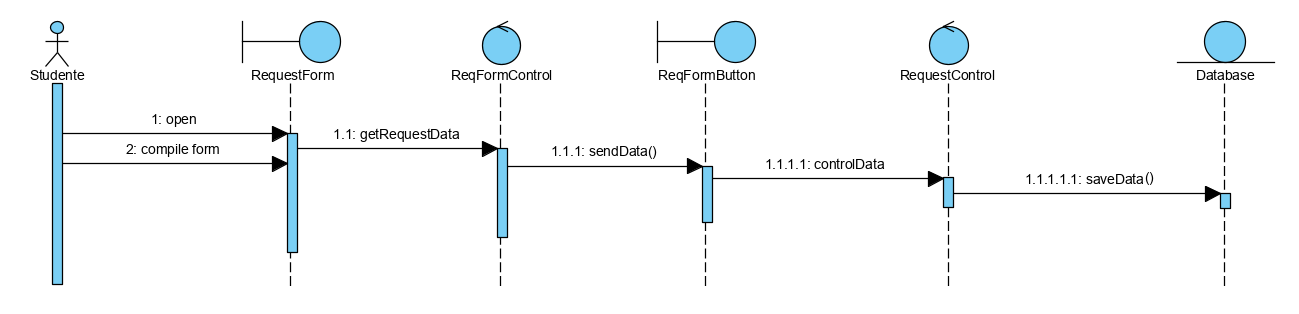 Studente
RequestForm
ReqFormControl
ReqFormButton
RequestControl
Database
1: open
1.1: getRequestData
2: compile form
1.1.1: sendData()
1.1.1.1: controlData
1.1.1.1.1: saveData()